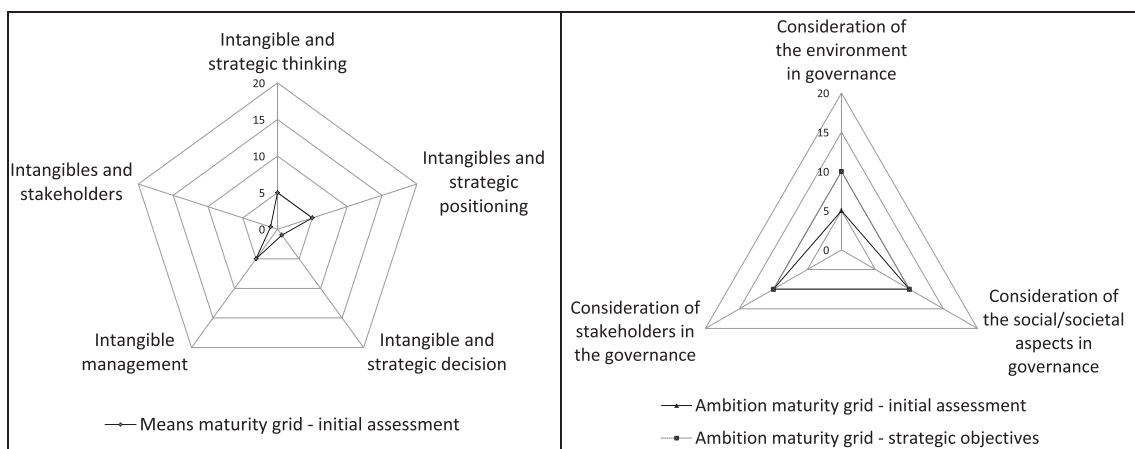 Intangible and
strategic thinking
20
15
10
5
0
Intangibles and
strategic
positioning
Intangible and
strategic decision
Intangible
management
Intangibles and
stakeholders
Means maturity grid - initial assessment
Consideration of
the environment
in governance
20
15
10
5
0
Consideration of
the social/societal
aspects in
governance
Consideration of
stakeholders in
the governance
Ambition maturity grid - initial assessment
Ambition maturity grid - strategic objectives